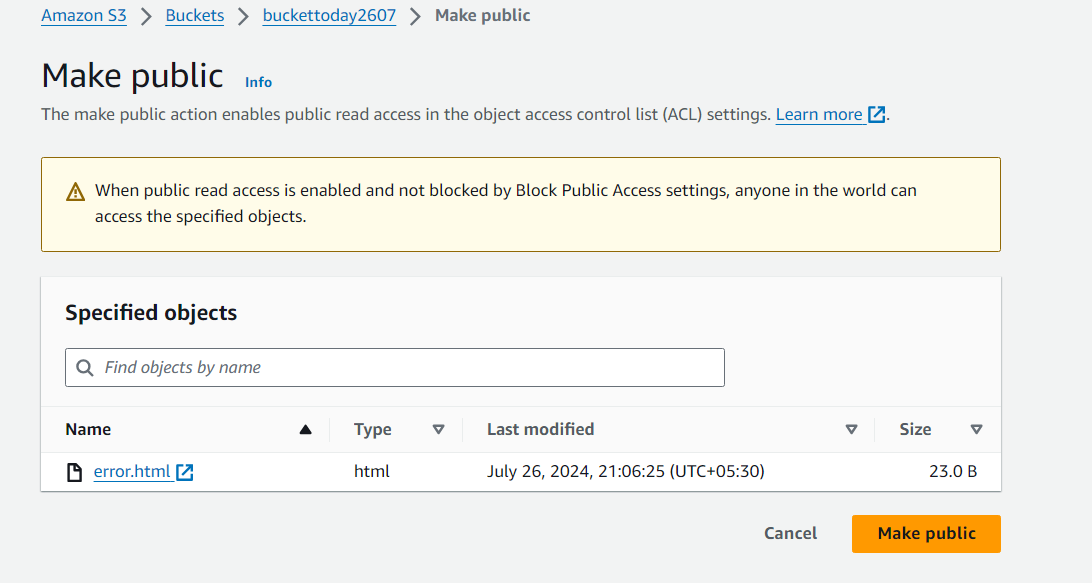 Amazon S3 > Buckets > buckettoday2607 > Make public
Make public Info
The make public action enables public read access in the object access control list (ACL) settings. Learn more.
When public read access is enabled and not blocked by Block Public Access settings, anyone in the world can
access the specified objects.
Specified objects
Find objects by name
Name Type Last modified Size
error.html html July 26, 2024, 21:06:25 (UTC+05:30) 23.0 B
Cancel Make public